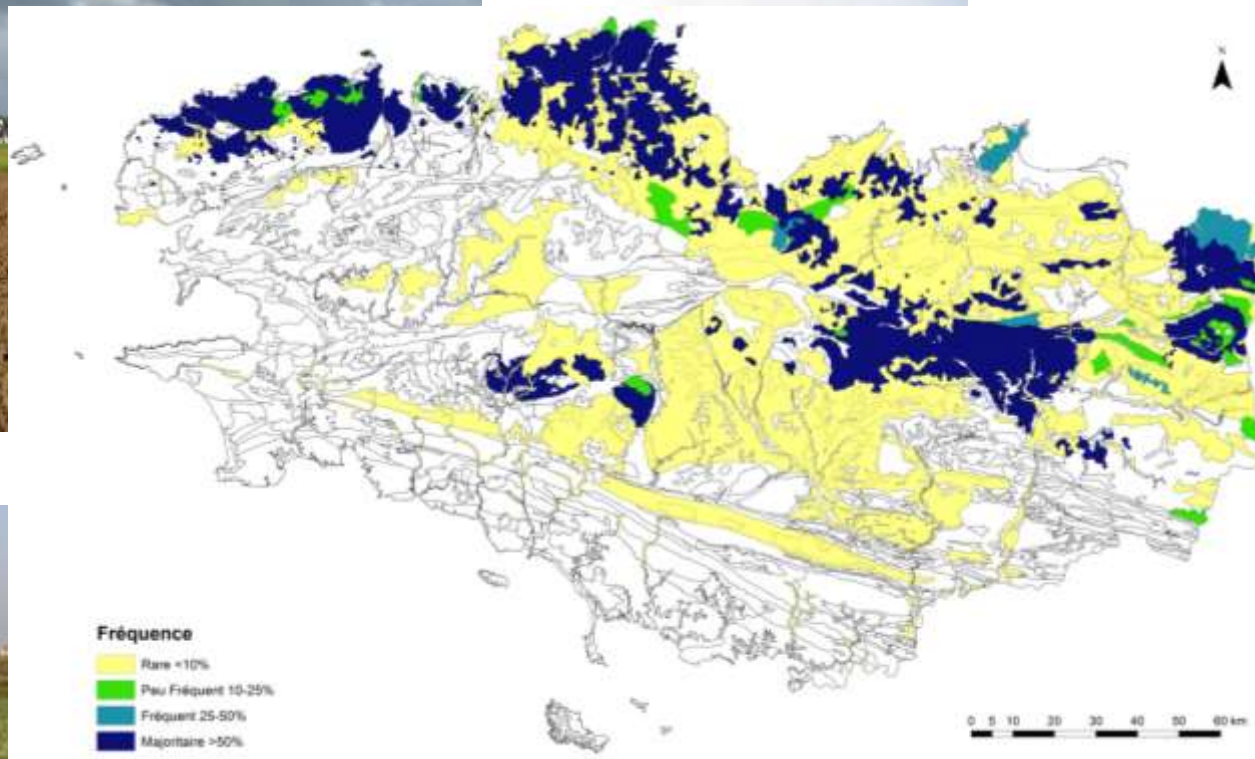 N
Fréquence
Rare <10%
Peu Fréquent 10-25%
Fréquent 25-50%
Majoritaire >50%
0 5 10 20 30 40 50 60 km